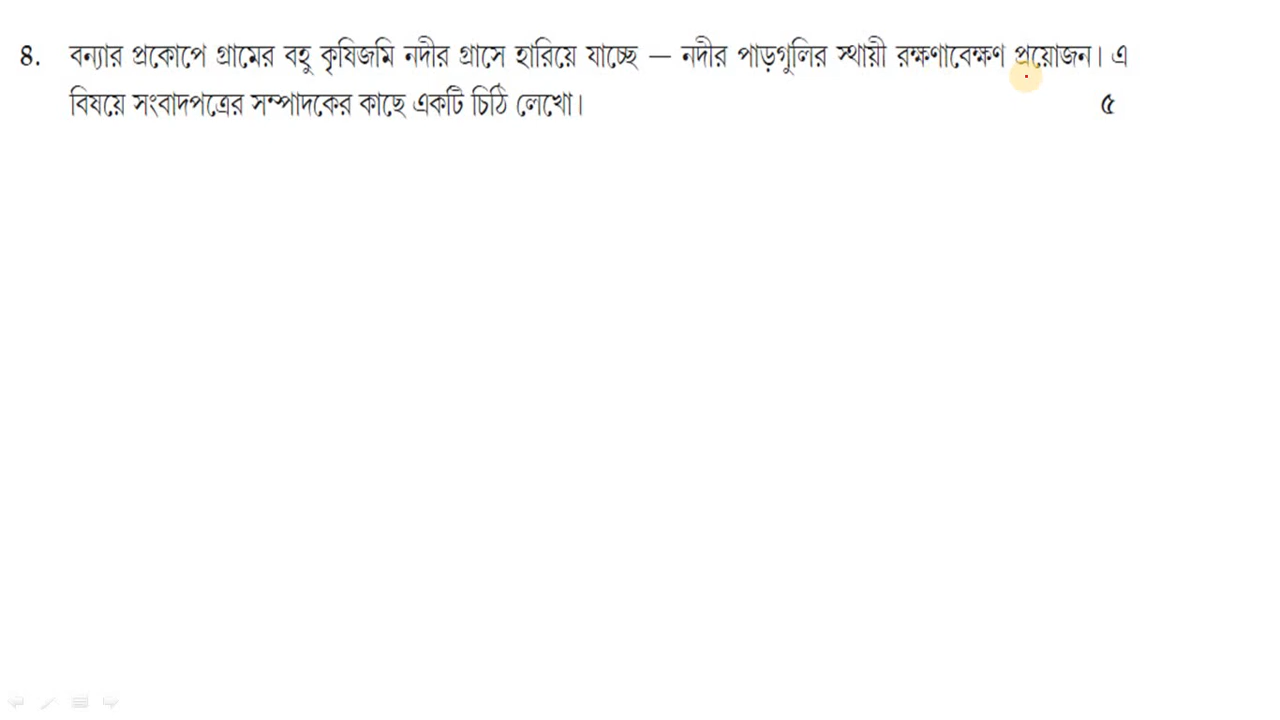 8. বন্যার প্রকোপে গ্রামের বহু কৃষিজমি নদীর গ্রাসে হারিয়ে যাচ্ছে — নদীর পাড়গুলির স্থায়ী রক্ষণাবেক্ষণ প্রয়োজন। এ
বিষয়ে সংবাদপত্রের সম্পাদকের কাছে একটি চিঠি লেখো। ৫